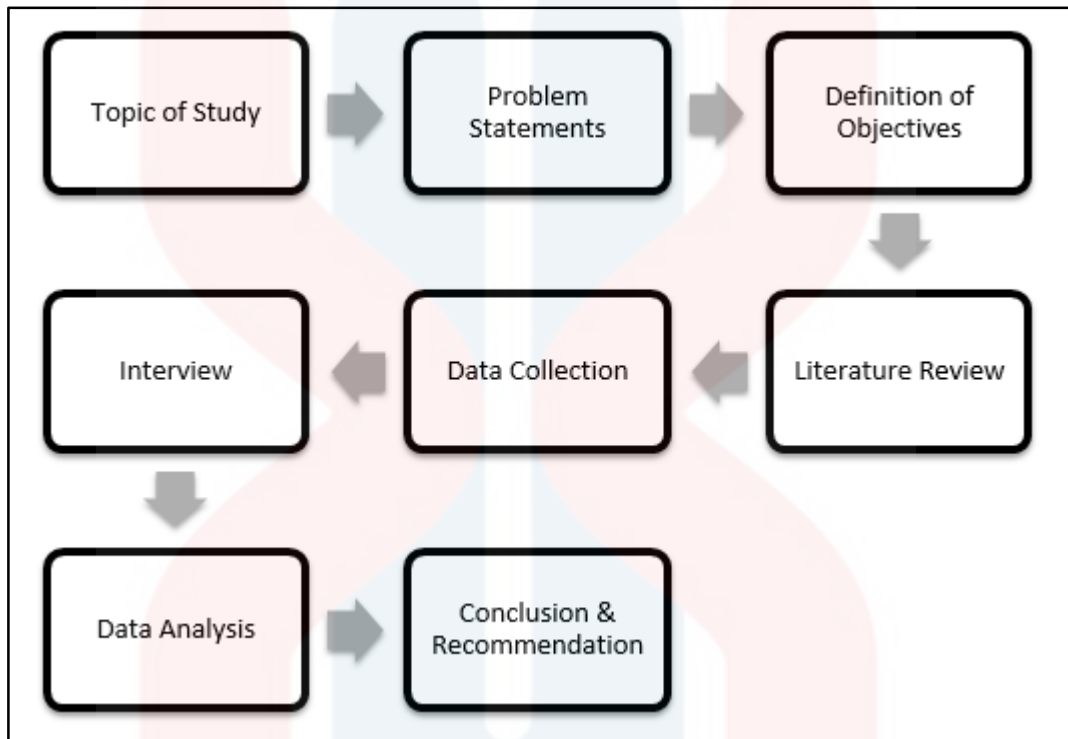 Topic of Study
Problem
Statements
Definition of
Objectives
Literature Review
Data Collection
Interview
Data Analysis
Conclusion &
Recommendation